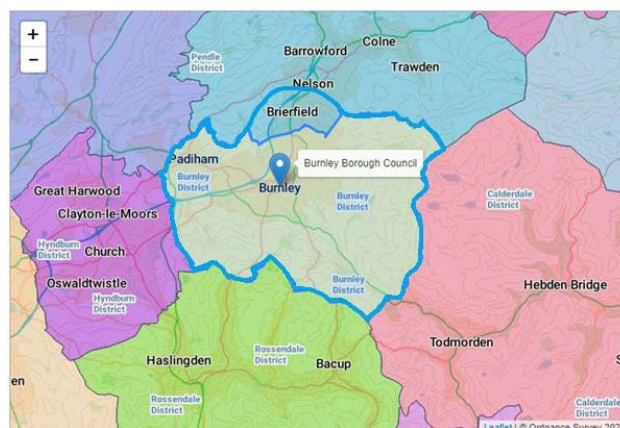 +
−
Colne
Barrowford
Pendle
District
Trawden
Nelson
Brierfield
Padiham
Burnley Borough Council
Burnley
District
Burnley
Great Harwood
Burnley
District
Calderdale
District
Clayton-le-Moors
Hyndburn
District
Church
Oswaldtwistle
Burnley
District
Hebden Bridge
Hyndburn
District
Todmorden
Rossendale
District
Haslingden
Bacup
Rossendale
District
Calderdale
District
Leaflet | © Ordnance Survey 202